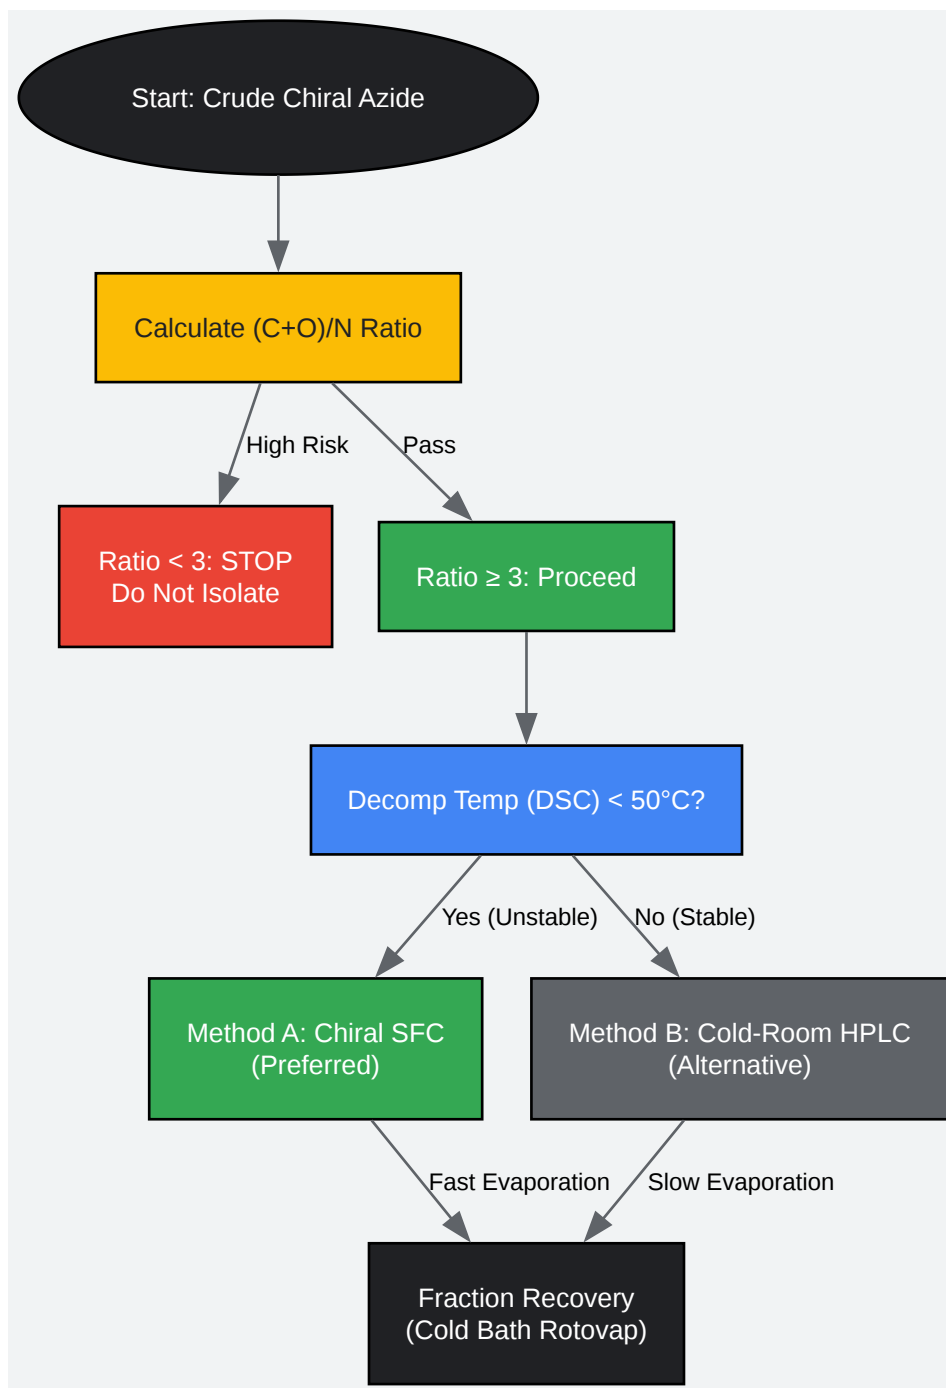 Start: Crude Chiral Azide
Calculate (C+O)/N Ratio
High Risk
Pass
Ratio < 3: STOP
Do Not Isolate
Ratio ≥ 3: Proceed
Decomp Temp (DSC) < 50°C?
Yes (Unstable)
No (Stable)
Method A: Chiral SFC
(Preferred)
Method B: Cold-Room HPLC
(Alternative)
Fast Evaporation
Slow Evaporation
Fraction Recovery
(Cold Bath Rotovap)